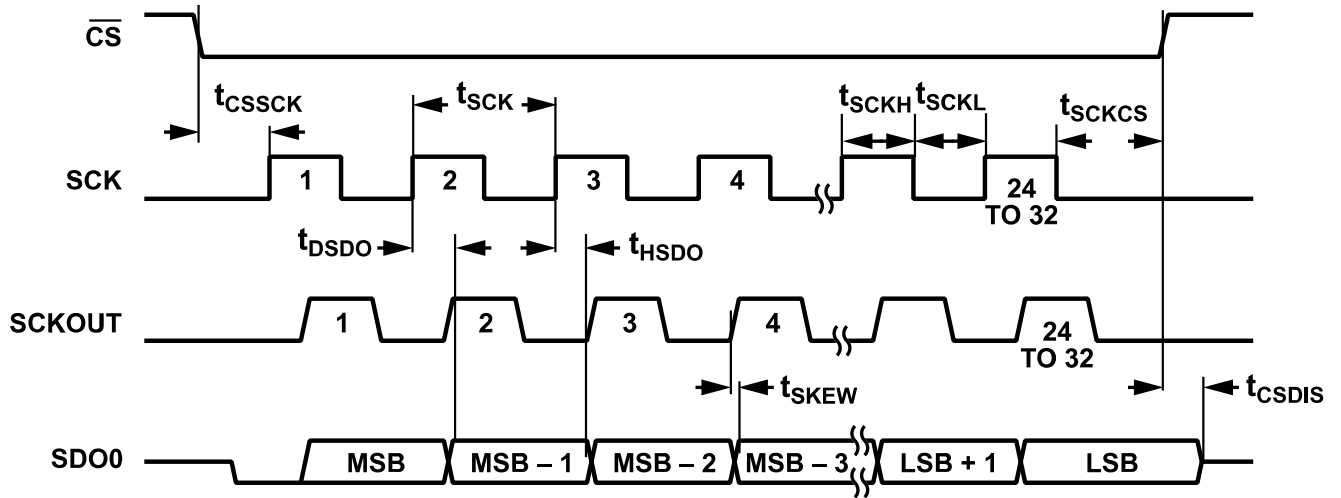 CS
tCSSCK
tSCK
tSCKH
tSCKL
tSCKCS
SCK
1
2
3
4
24
TO 32
tDSDO
tHSDO
SCKOUT
1
2
3
4
24
TO 32
tSKEW
tCSDIS
SDO0
MSB
MSB – 1
MSB – 2
MSB – 3
LSB + 1
LSB